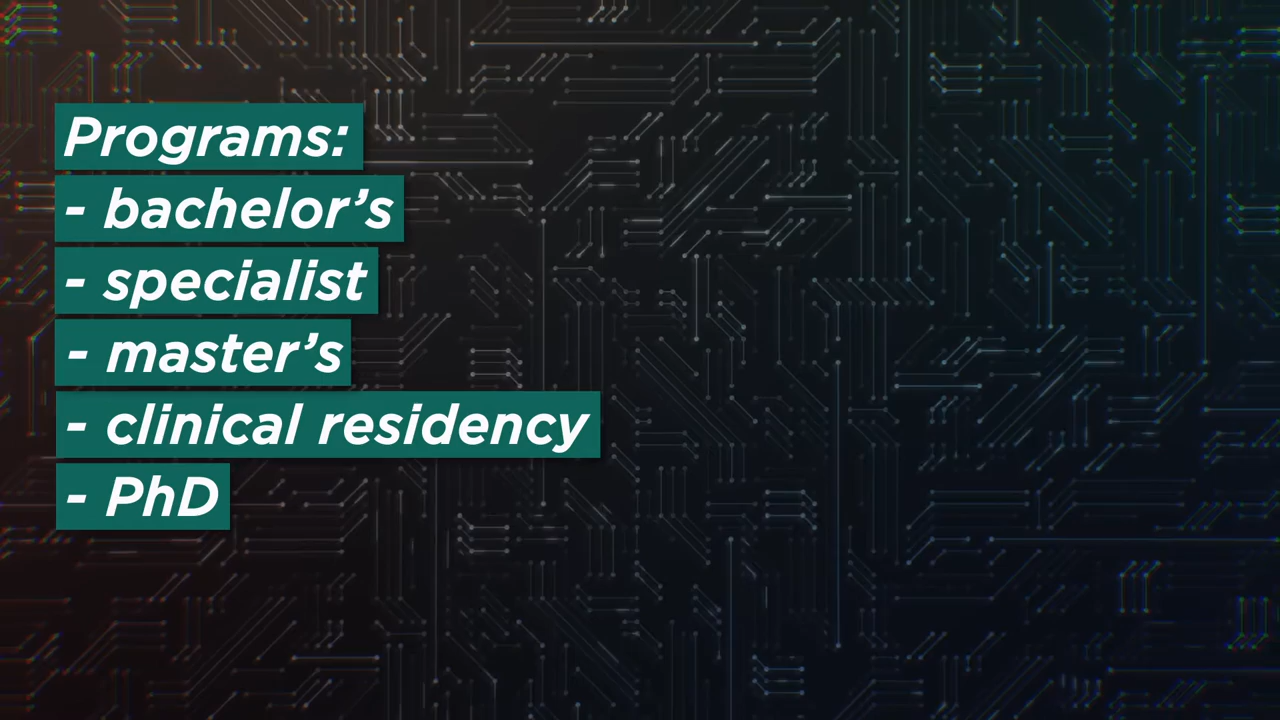 Programs:
- bachelor’s
- specialist
- master’s
- clinical residency
- PhD